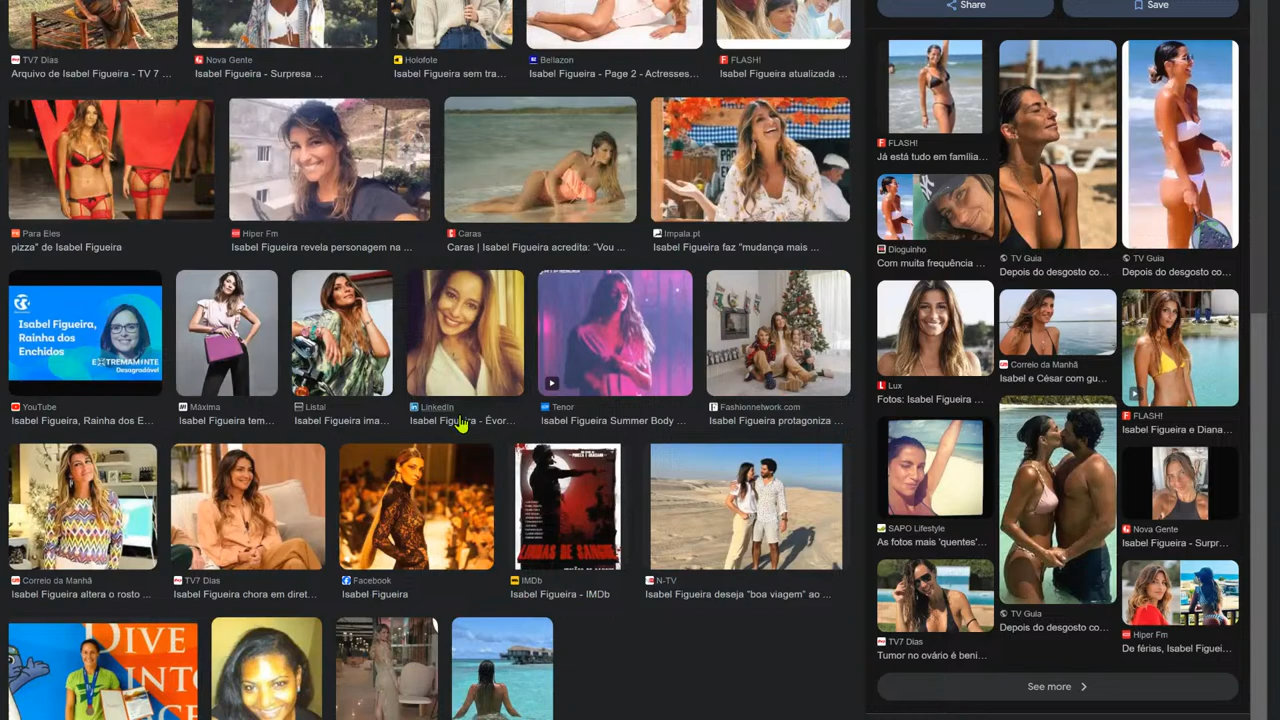 Share
Save
TV7 Dias
Arquivo de Isabel Figueira - TV 7 ...
Nova Gente
Isabel Figueira - Surpresa ...
Holofote
Isabel Figueira sem tra...
Bellazon
Isabel Figueira - Page 2 - Actresses...
FLASH!
Isabel Figueira atualizada ...
Para Eles
pizza" de Isabel Figueira
Hiper Fm
Isabel Figueira revela personagem na ...
Caras
Caras | Isabel Figueira acredita: "Vou ...
Impala.pt
Isabel Figueira faz "mudança mais ...
Isabel Figueira,
Rainha dos
Enchidos
EXTREMAMENTE
Desagradável
YouTube
Isabel Figueira, Rainha dos E...
Máxima
Isabel Figueira tem...
Listal
Isabel Figueira ima...
LinkedIn
Isabel Figueira - Évor...
Tenor
Isabel Figueira Summer Body ...
Fashionnetwork.com
Isabel Figueira protagoniza ...
Correio da Manhã
Isabel Figueira altera o rosto ...
TV7 Dias
Isabel Figueira chora em diret...
Facebook
Isabel Figueira
LINHAS DE SANGUE
IMDb
Isabel Figueira - IMDb
N-TV
Isabel Figueira deseja "boa viagem" ao ...
DIVE
INTO
FLASH!
Já está tudo em família...
TV Guia
Depois do desgosto co...
TV Guia
Depois do desgosto co...
Dioguinho
Com muita frequência ...
Lux
Fotos: Isabel Figueira ...
Correio da Manhã
Isabel e César com gu...
FLASH!
Isabel Figueira e Diana...
SAPO Lifestyle
As fotos mais 'quentes'...
Nova Gente
Isabel Figueira - Surpr...
TV Guia
Depois do desgosto co...
TV7 Dias
Tumor no ovário é beni...
Hiper Fm
De férias, Isabel Figuei...
See more